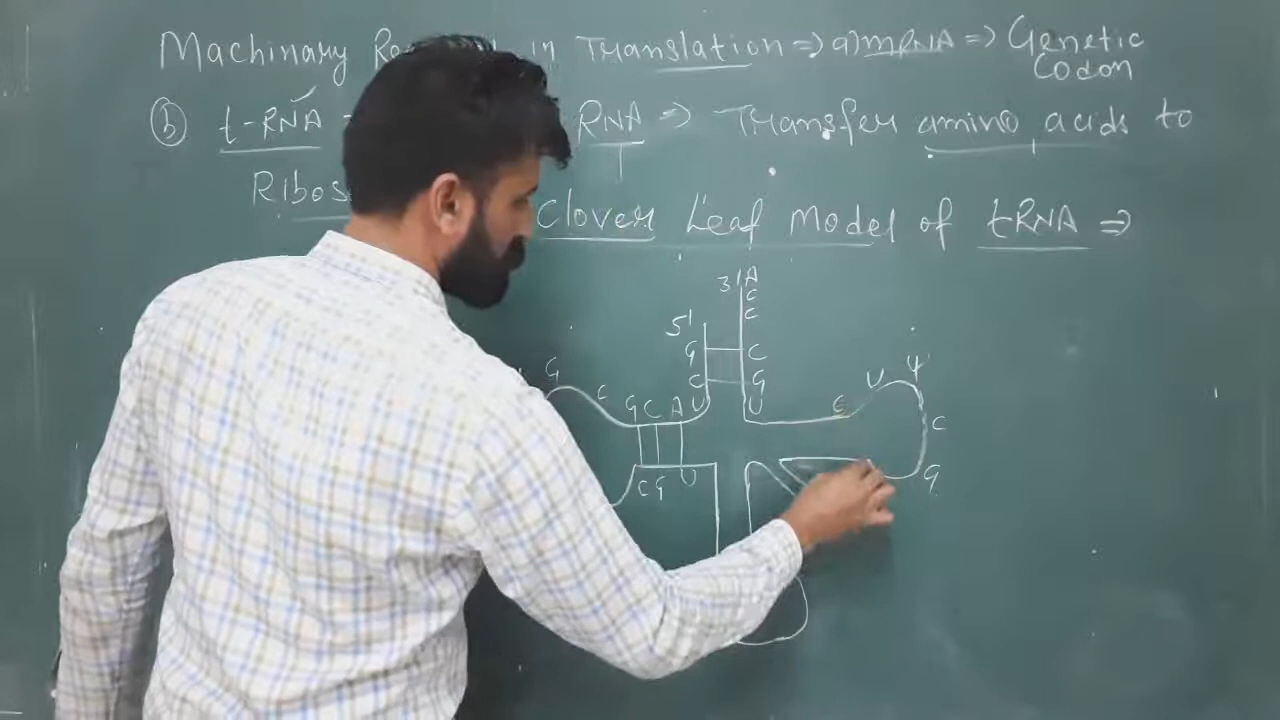 Machinary in Translation ⇒ a) mRNA ⇒ Genetic
Codon
(b) t-RNA RNA ⇒ Transfer amino acids to
Ribos
Clover Leaf Model of tRNA ⇒
3' A
C
C
5'
G C
C G
U U
G C G C A
C G U
C U Ψ
C
G